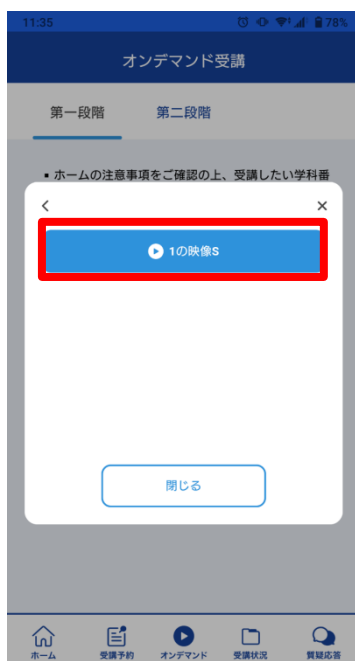 11:35 78%
オンデマンド受講
第一段階 第二段階
▪ ホームの注意事項をご確認の上、受講したい学科番
1の映像S
閉じる
ホーム 受講予約 オンデマンド 受講状況 質疑応答